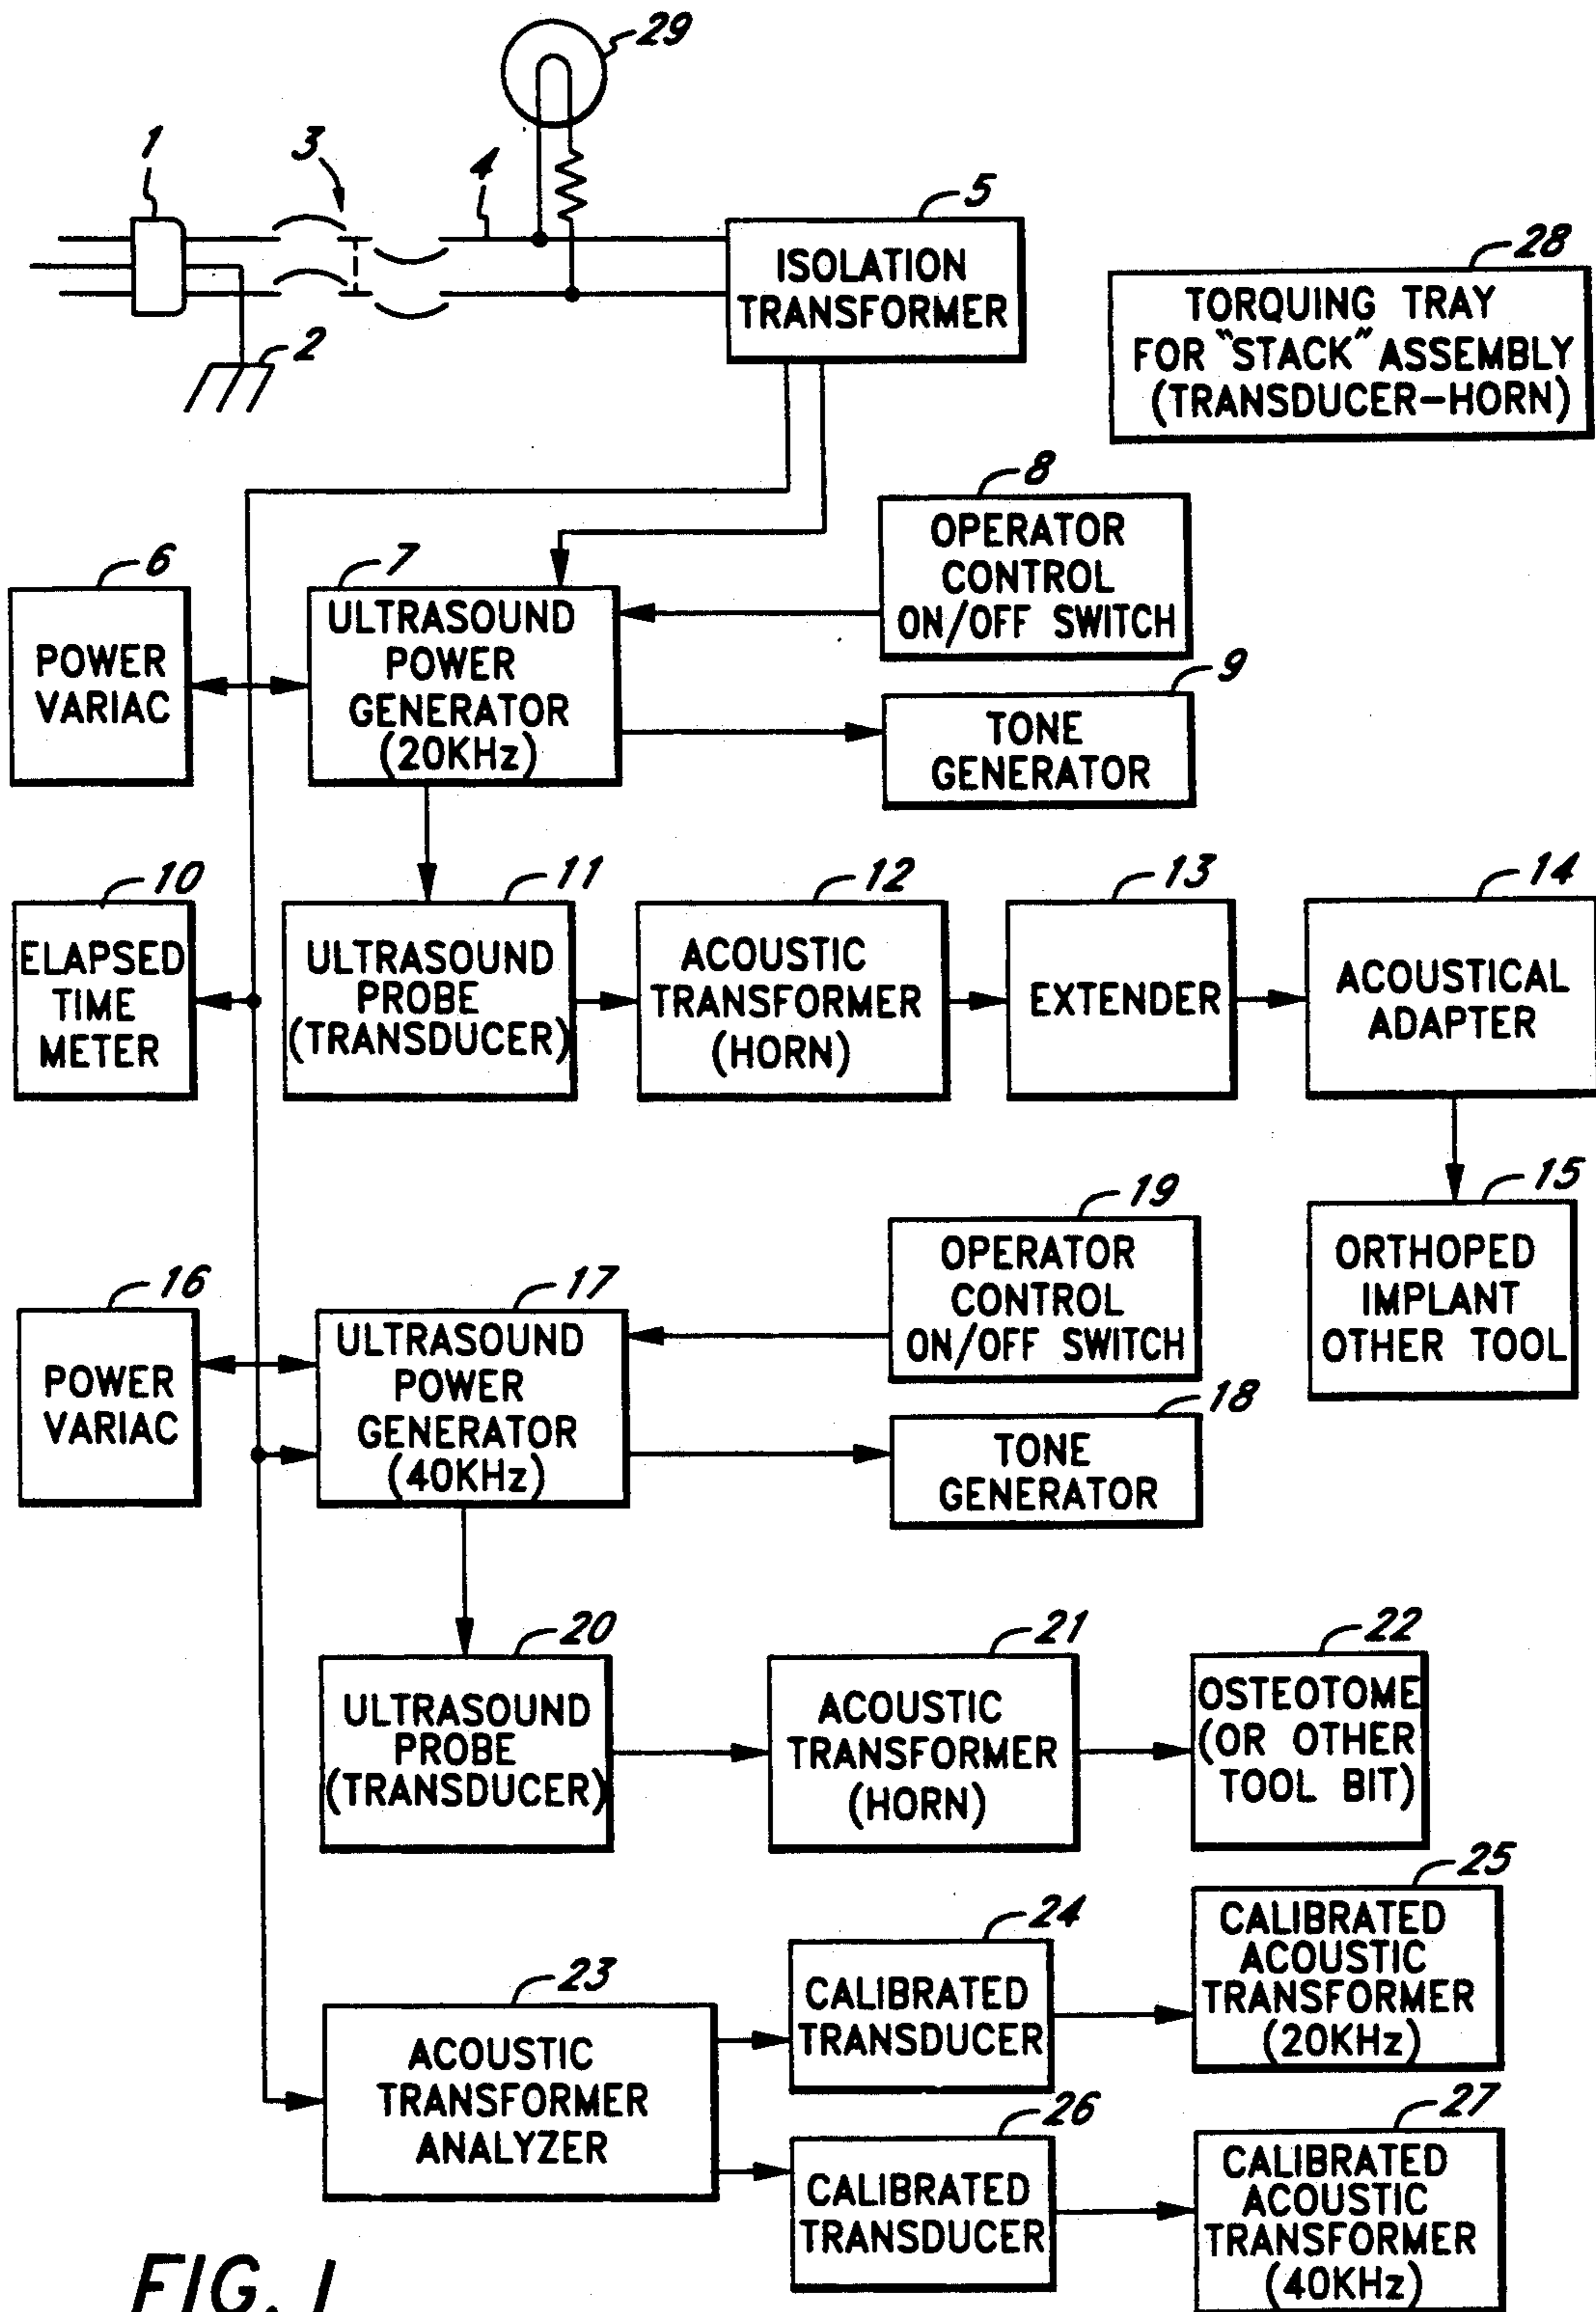 29
1
3
4
5
ISOLATION
TRANSFORMER
2
28
TORQUING TRAY
FOR "STACK" ASSEMBLY
(TRANSDUCER-HORN)
8
OPERATOR
CONTROL
ON/OFF SWITCH
6
POWER
VARIAC
7
ULTRASOUND
POWER
GENERATOR
(20KHz)
9
TONE
GENERATOR
10
ELAPSED
TIME
METER
11
ULTRASOUND
PROBE
(TRANSDUCER)
12
ACOUSTIC
TRANSFORMER
(HORN)
13
EXTENDER
14
ACOUSTICAL
ADAPTER
15
ORTHOPED
IMPLANT
OTHER TOOL
19
OPERATOR
CONTROL
ON/OFF SWITCH
16
POWER
VARIAC
17
ULTRASOUND
POWER
GENERATOR
(40KHz)
18
TONE
GENERATOR
20
ULTRASOUND
PROBE
(TRANSDUCER)
21
ACOUSTIC
TRANSFORMER
(HORN)
22
OSTEOTOME
(OR OTHER
TOOL BIT)
23
ACOUSTIC
TRANSFORMER
ANALYZER
24
CALIBRATED
TRANSDUCER
25
CALIBRATED
ACOUSTIC
TRANSFORMER
(20KHz)
26
CALIBRATED
TRANSDUCER
27
CALIBRATED
ACOUSTIC
TRANSFORMER
(40KHz)
FIG. 1